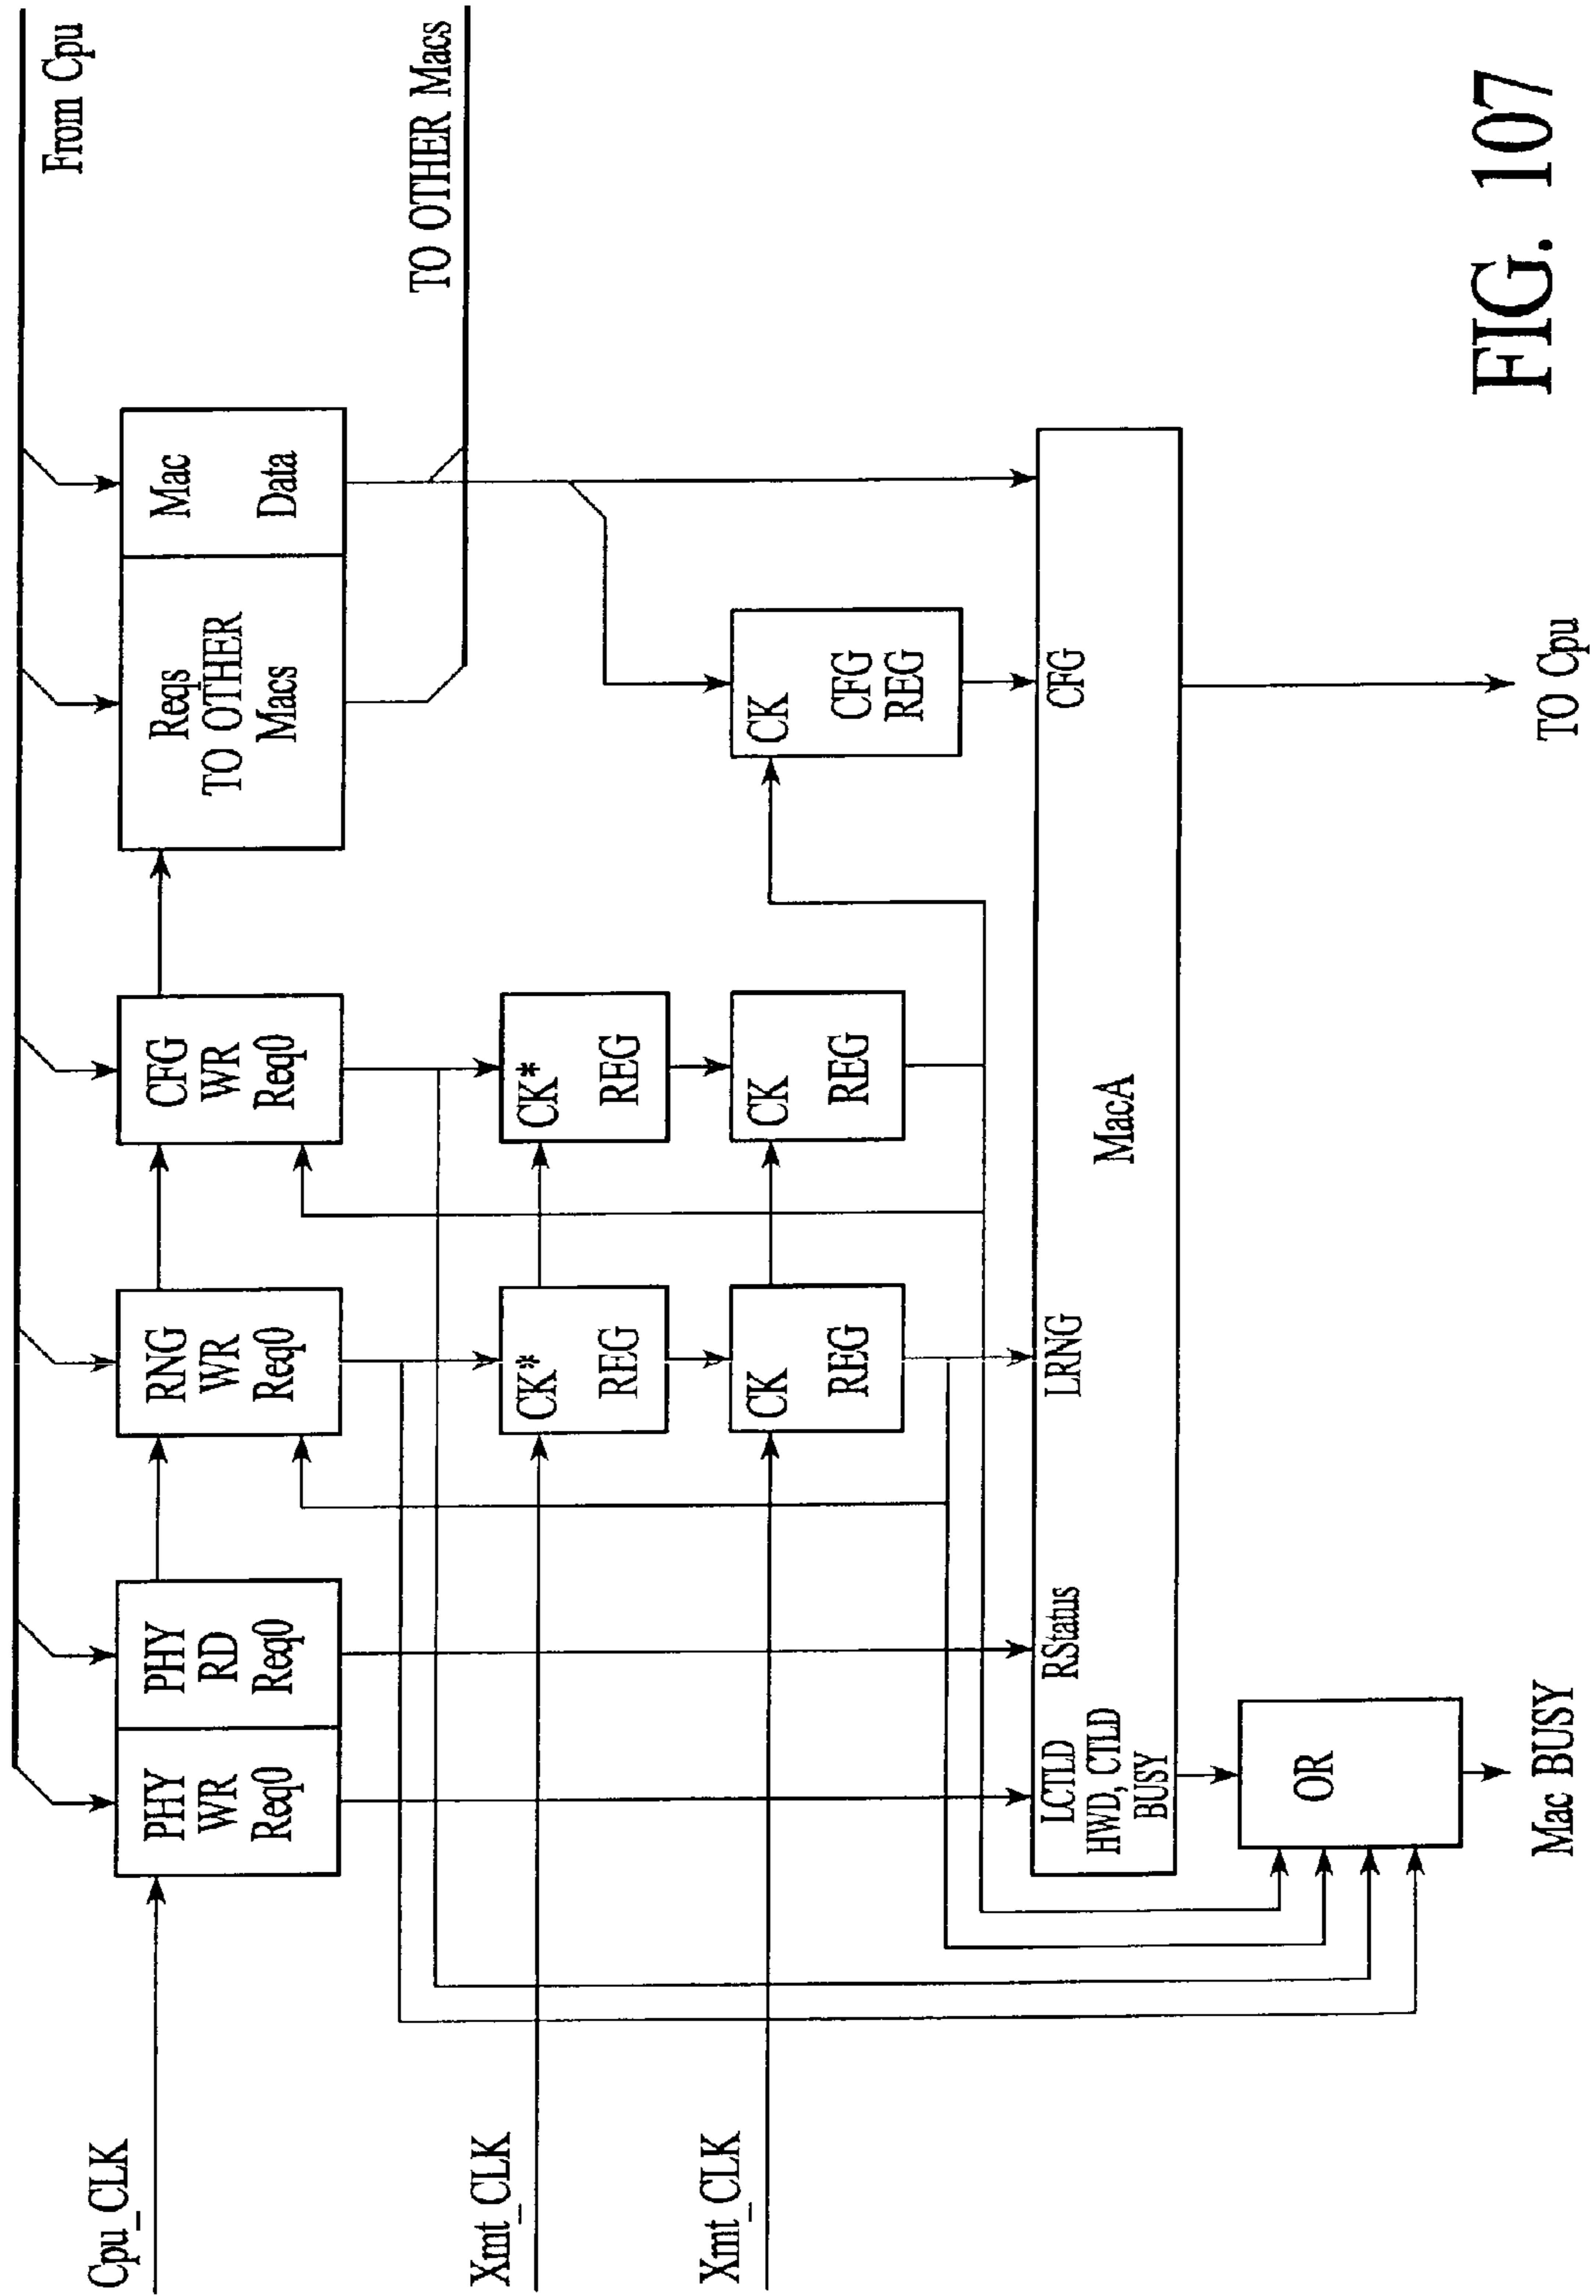 From Cpu
Cpu_CLK
PHY
WR
Req0
PHY
RD
Req0
RNG
WR
Req0
CFG
WR
Req0
Reqs
TO OTHER
Macs
Mac
Data
TO OTHER Macs
Xmt_CLK
CK*
REG
CK*
REG
Xmt_CLK
CK
REG
CK
REG
CK
CFG
REG
LCTLD
HWD, CTLD
BUSY
RStatus
LRNG
CFG
MacA
OR
Mac BUSY
TO Cpu
FIG. 107